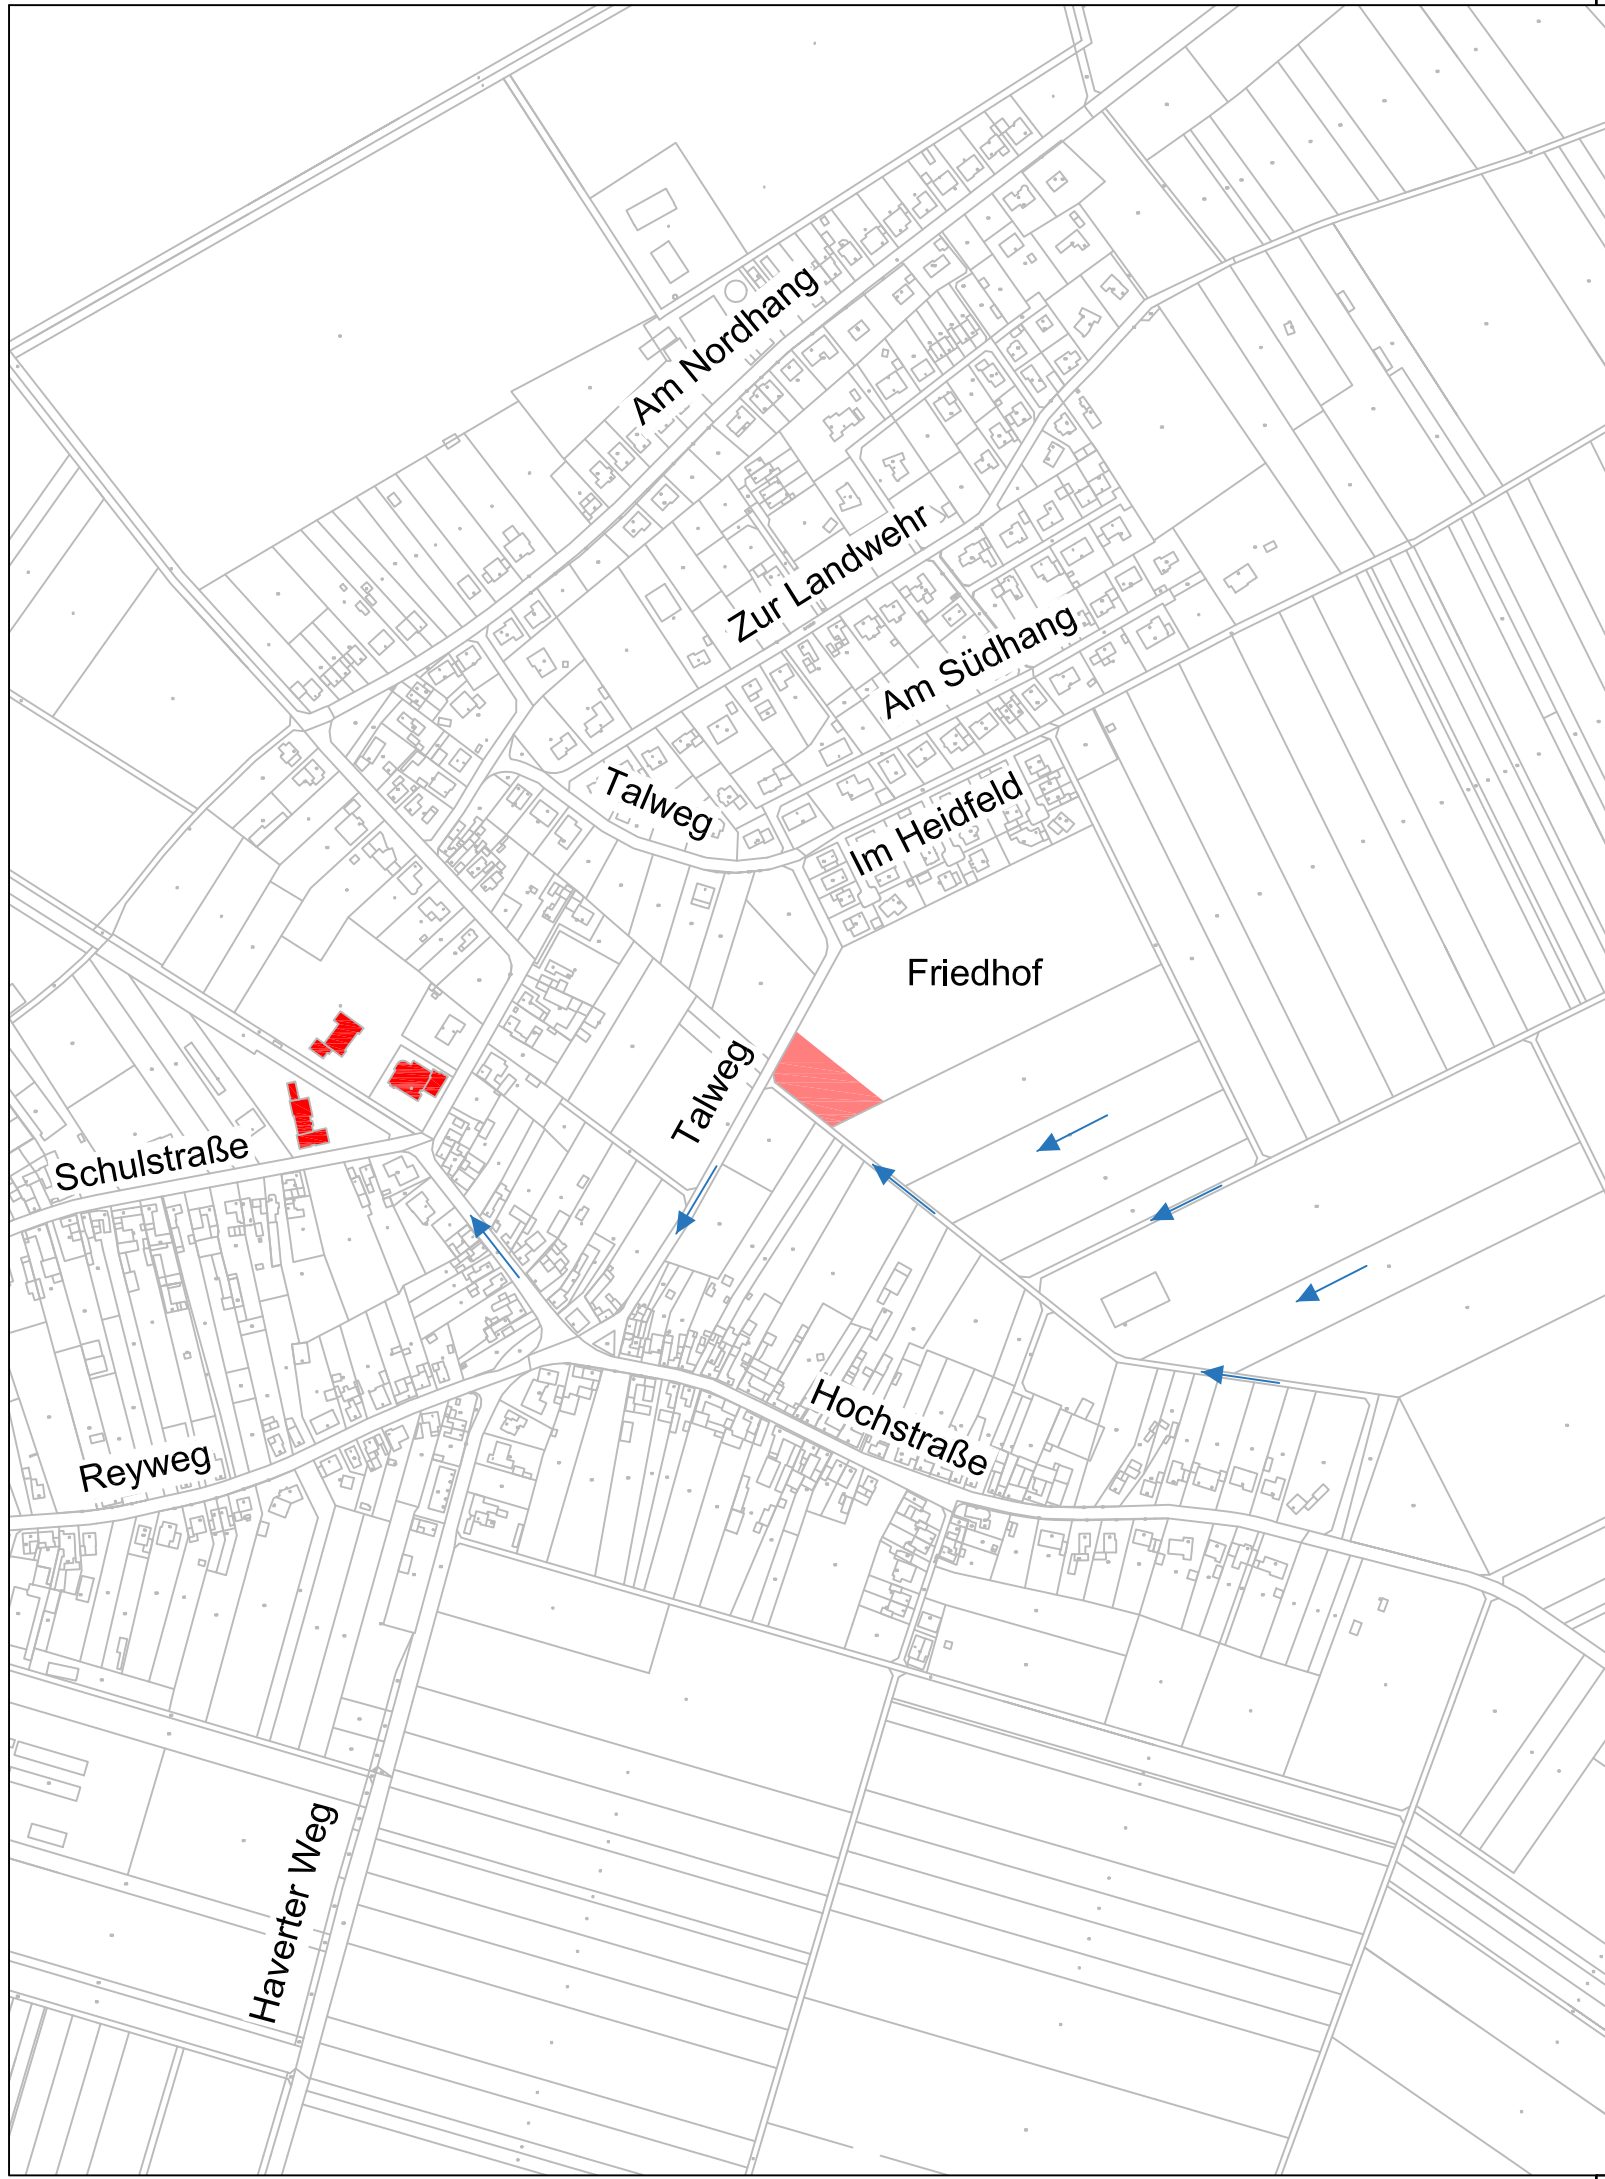 Am Nordhang
Zur Landwehr
Am Südhang
Talweg
Im Heidfeld
Friedhof
Talweg
Schulstraße
Hochstraße
Reyweg
Haverter Weg